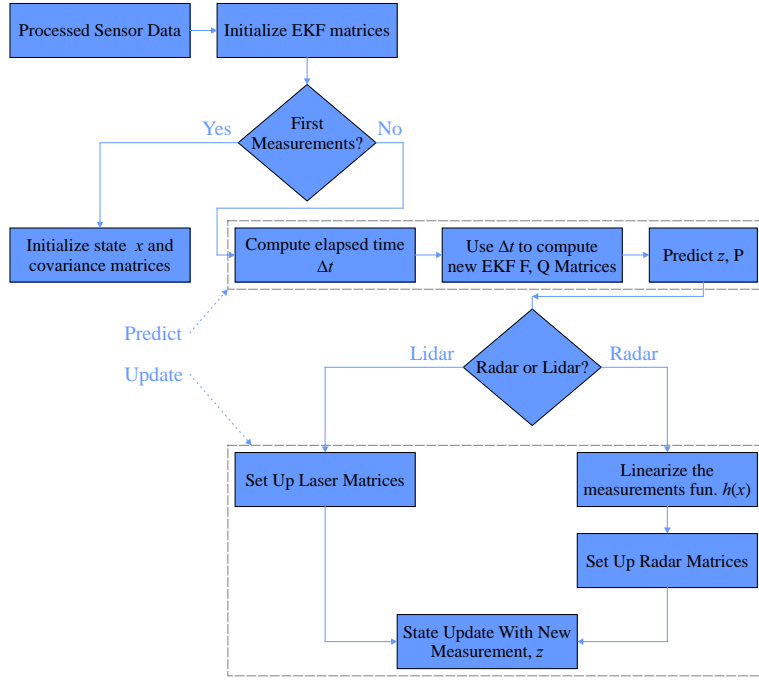 Processed Sensor Data
Initialize EKF matrices
First
Measurements?
Yes
No
Initialize state x and
covariance matrices
Compute elapsed time
Δt
Use Δt to compute
new EKF F, Q Matrices
Predict z, P
Predict
Update
Radar or Lidar?
Lidar
Radar
Set Up Laser Matrices
Linearize the
measurements fun. h(x)
Set Up Radar Matrices
State Update With New
Measurement, z